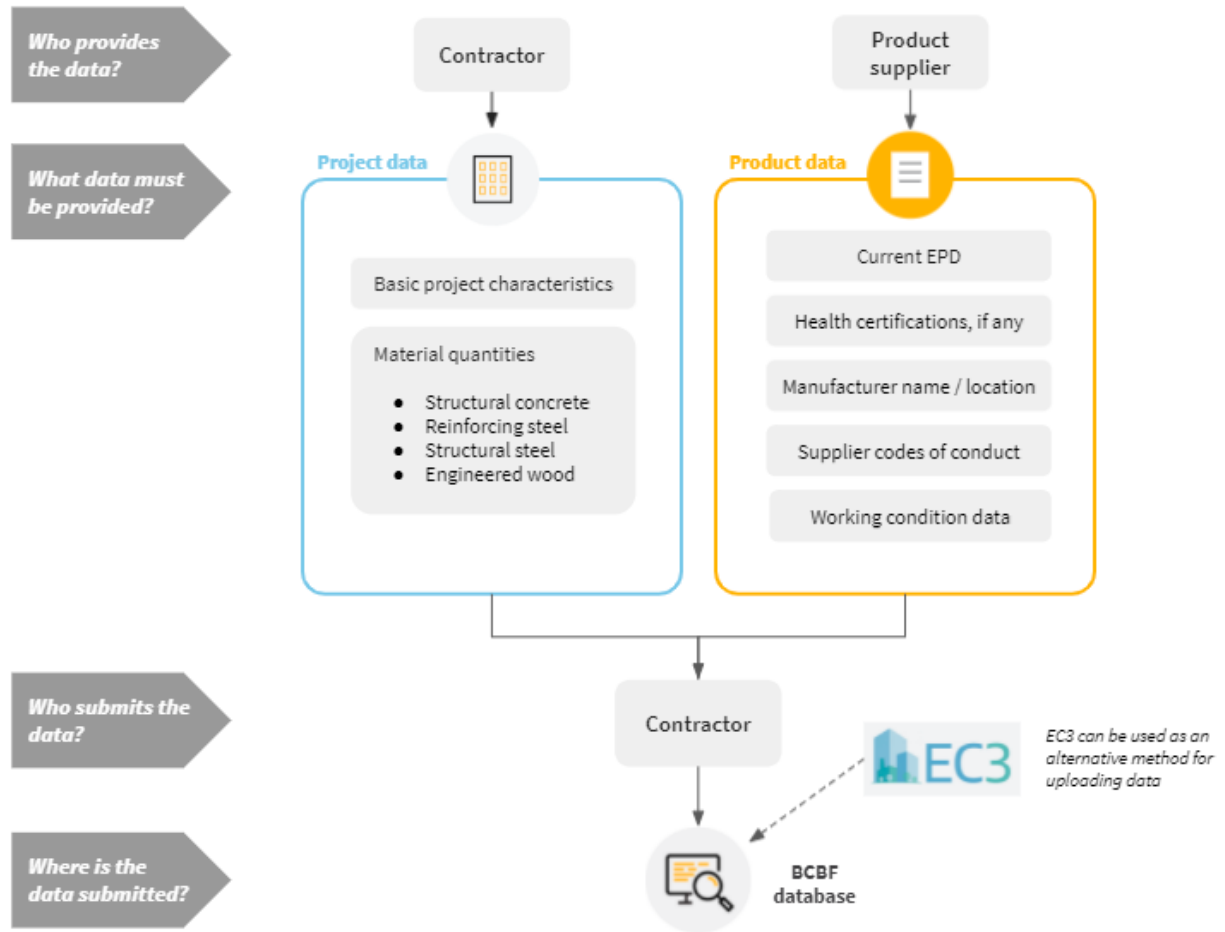 Who provides
the data?
Contractor
Product
supplier
What data must
be provided?
Project data
Product data
Basic project characteristics
Material quantities
● Structural concrete
● Reinforcing steel
● Structural steel
● Engineered wood
Current EPD
Health certifications, if any
Manufacturer name / location
Supplier codes of conduct
Working condition data
Who submits the
data?
Contractor
EC3
EC3 can be used as an
alternative method for
uploading data
Where is the
data submitted?
BCBF
database